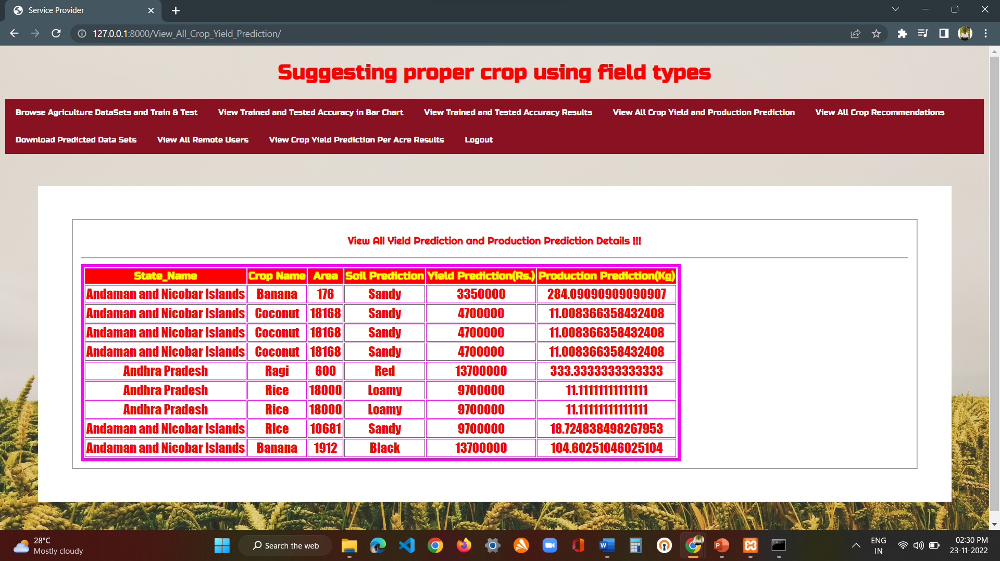 Service Provider
127.0.0.1:8000/View_All_Crop_Yield_Prediction/
Suggesting proper crop using field types
Browse Agriculture DataSets and Train & Test View Trained and Tested Accuracy in Bar Chart View Trained and Tested Accuracy Results View All Crop Yield and Production Prediction View All Crop Recommendations
Download Predicted Data Sets View All Remote Users View Crop Yield Prediction Per Acre Results Logout
View All Yield Prediction and Production Prediction Details !!!
State_Name Crop Name Area Soil Prediction Yield Prediction(Rs.) Production Prediction(Kg)
Andaman and Nicobar Islands Banana 176 Sandy 3350000 284.09090909090907
Andaman and Nicobar Islands Coconut 18168 Sandy 4700000 11.008366358432408
Andaman and Nicobar Islands Coconut 18168 Sandy 4700000 11.008366358432408
Andaman and Nicobar Islands Coconut 18168 Sandy 4700000 11.008366358432408
Andhra Pradesh Ragi 600 Red 13700000 333.3333333333333
Andhra Pradesh Rice 18000 Loamy 9700000 11.11111111111111
Andhra Pradesh Rice 18000 Loamy 9700000 11.11111111111111
Andaman and Nicobar Islands Rice 10681 Sandy 9700000 18.724838498267953
Andaman and Nicobar Islands Banana 1912 Black 13700000 104.60251046025104
28°C
Mostly cloudy
Search the web
ENG
IN
02:30 PM
23-11-2022